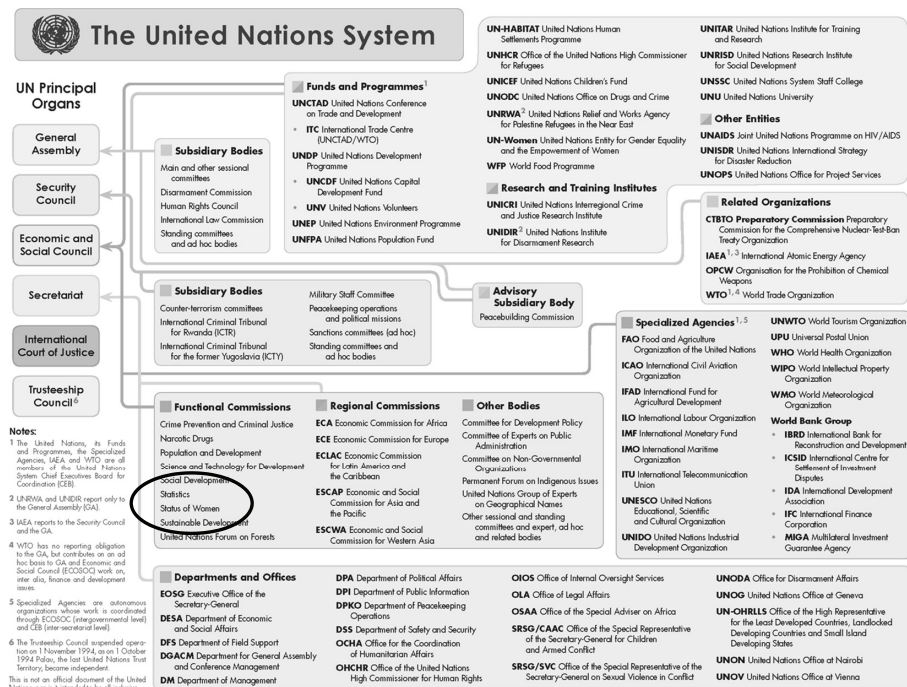 The United Nations System
UN Principal
Organs
General
Assembly
Security
Council
Economic and
Social Council
Secretariat
International
Court of Justice
Trusteeship
Council6
Subsidiary Bodies
Main and other sessional
committees
Disarmament Commission
Human Rights Council
International Law Commission
Standing committees
and ad hoc bodies
Funds and Programmes1
UNCTAD United Nations Conference
on Trade and Development
• ITC International Trade Centre
(UNCTAD/WTO)
UNDP United Nations Development
Programme
• UNCDF United Nations Capital
Development Fund
• UNV United Nations Volunteers
UNEP United Nations Environment Programme
UNFPA United Nations Population Fund
UN-HABITAT United Nations Human
Settlements Programme
UNHCR Office of the United Nations High Commissioner
for Refugees
UNICEF United Nations Children's Fund
UNODC United Nations Office on Drugs and Crime
UNRWA2 United Nations Relief and Works Agency
for Palestine Refugees in the Near East
UN-Women United Nations Entity for Gender Equality
and the Empowerment of Women
WFP World Food Programme
Research and Training Institutes
UNICRI United Nations Interregional Crime
and Justice Research Institute
UNIDIR2 United Nations Institute
for Disarmament Research
UNITAR United Nations Institute for Training
and Research
UNRISD United Nations Research Institute
for Social Development
UNSSC United Nations System Staff College
UNU United Nations University
Other Entities
UNAIDS Joint United Nations Programme on HIV/AIDS
UNISDR United Nations International Strategy
for Disaster Reduction
UNOPS United Nations Office for Project Services
Related Organizations
CTBTO Preparatory Commission Preparatory
Commission for the Comprehensive Nuclear-Test-Ban
Treaty Organization
IAEA1, 3 International Atomic Energy Agency
OPCW Organisation for the Prohibition of Chemical
Weapons
WTO1, 4 World Trade Organization
Subsidiary Bodies
Counter-terrorism committees
International Criminal Tribunal
for Rwanda (ICTR)
International Criminal Tribunal
for the former Yugoslavia (ICTY)
Military Staff Committee
Peacekeeping operations
and political missions
Sanctions committees (ad hoc)
Standing committees and
ad hoc bodies
Advisory
Subsidiary Body
Peacebuilding Commission
Functional Commissions
Crime Prevention and Criminal Justice
Narcotic Drugs
Population and Development
Science and Technology for Development
Social Development
Statistics
Status of Women
Sustainable Development
United Nations Forum on Forests
Regional Commissions
ECA Economic Commission for Africa
ECE Economic Commission for Europe
ECLAC Economic Commission
for Latin America and
the Caribbean
ESCAP Economic and Social
Commission for Asia and
the Pacific
ESCWA Economic and Social
Commission for Western Asia
Other Bodies
Committee for Development Policy
Committee of Experts on Public
Administration
Committee on Non-Governmental
Organizations
Permanent Forum on Indigenous Issues
United Nations Group of Experts
on Geographical Names
Other sessional and standing
committees and expert, ad hoc
and related bodies
Specialized Agencies1, 5
FAO Food and Agriculture
Organization of the United Nations
ICAO International Civil Aviation
Organization
IFAD International Fund for
Agricultural Development
ILO International Labour Organization
IMF International Monetary Fund
IMO International Maritime
Organization
ITU International Telecommunication
Union
UNESCO United Nations
Educational, Scientific
and Cultural Organization
UNIDO United Nations Industrial
Development Organization
UNWTO World Tourism Organization
UPU Universal Postal Union
WHO World Health Organization
WIPO World Intellectual Property
Organization
WMO World Meteorological
Organization
World Bank Group
• IBRD International Bank for
Reconstruction and Development
• ICSID International Centre for
Settlement of Investment
Disputes
• IDA International Development
Association
• IFC International Finance
Corporation
• MIGA Multilateral Investment
Guarantee Agency
Notes:
1 The United Nations, its Funds
and Programmes, the Specialized
Agencies, IAEA and WTO are all
members of the United Nations
System Chief Executives Board for
Coordination (CEB).
2 UNRWA and UNIDIR report only to
the General Assembly (GA).
3 IAEA reports to the Security Council
and the GA.
4 WTO has no reporting obligation
to the GA, but contributes on an ad
hoc basis to GA and Economic and
Social Council (ECOSOC) work on,
inter alia, finance and development
issues.
5 Specialized Agencies are autonomous
organizations whose work is coordinated
through ECOSOC (intergovernmental level)
and CEB (inter-secretariat level).
6 The Trusteeship Council suspended opera-
tion on 1 November 1994, as on 1 October
1994 Palau, the last United Nations Trust
Territory, became independent.
This is not an official document of the United
Departments and Offices
EOSG Executive Office of the
Secretary-General
DESA Department of Economic
and Social Affairs
DFS Department of Field Support
DGACM Department for General Assembly
and Conference Management
DM Department of Management
DPA Department of Political Affairs
DPI Department of Public Information
DPKO Department of Peacekeeping
Operations
DSS Department of Safety and Security
OCHA Office for the Coordination
of Humanitarian Affairs
OHCHR Office of the United Nations
High Commissioner for Human Rights
OIOS Office of Internal Oversight Services
OLA Office of Legal Affairs
OSAA Office of the Special Adviser on Africa
SRSG/CAAC Office of the Special Representative
of the Secretary-General for Children
and Armed Conflict
SRSG/SVC Office of the Special Representative of the
Secretary-General on Sexual Violence in Conflict
UNODA Office for Disarmament Affairs
UNOG United Nations Office at Geneva
UN-OHRLLS Office of the High Representative
for the Least Developed Countries, Landlocked
Developing Countries and Small Island
Developing States
UNON United Nations Office at Nairobi
UNOV United Nations Office at Vienna